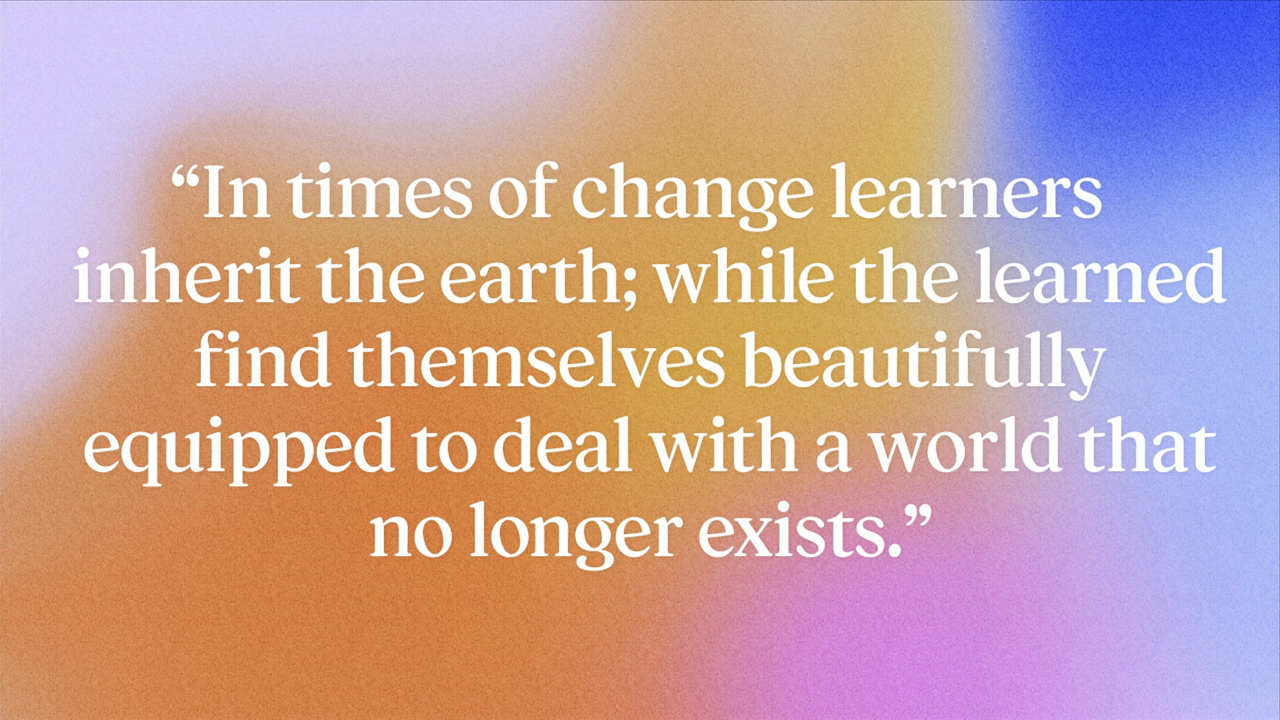 “In times of change learners
inherit the earth; while the learned
find themselves beautifully
equipped to deal with a world that
no longer exists.”